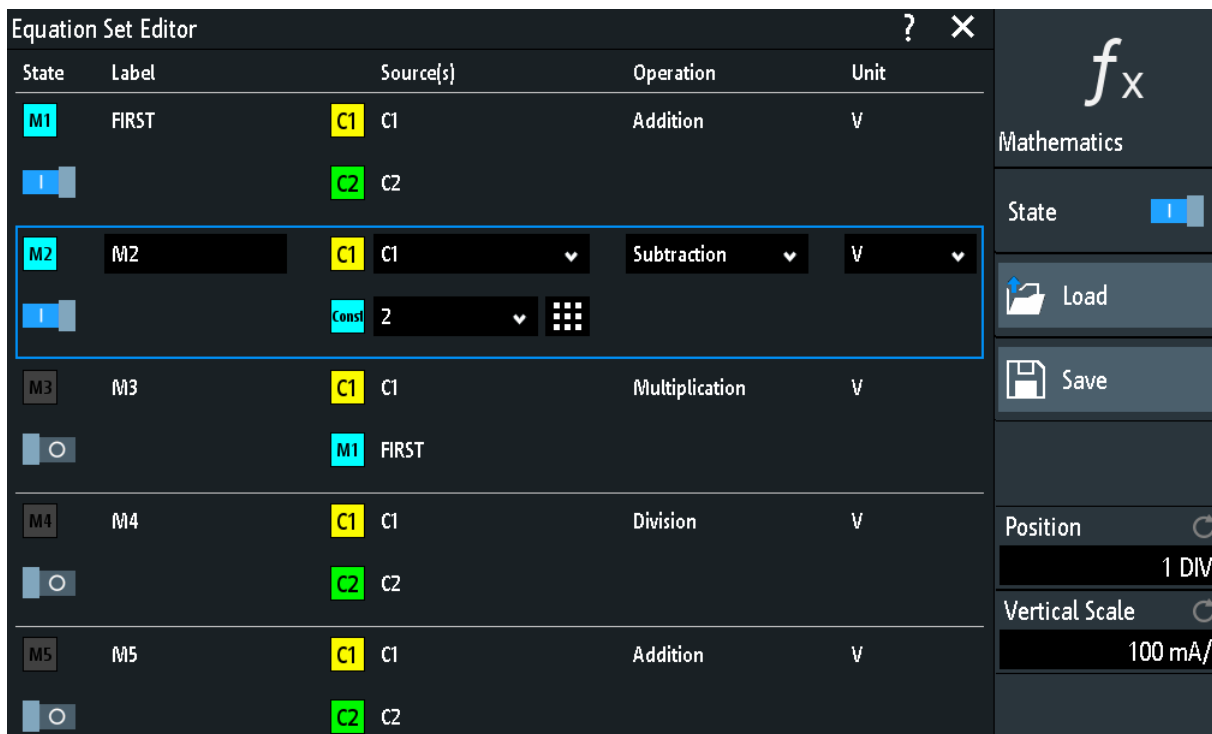 Equation Set Editor ? ×
State Label Source(s) Operation Unit
M1 FIRST C1 C1 Addition V
I C2 C2
M2 M2 C1 C1 Subtraction V
I Const 2
M3 M3 C1 C1 Multiplication V
O M1 FIRST
M4 M4 C1 C1 Division V
O C2 C2
M5 M5 C1 C1 Addition V
O C2 C2
fx
Mathematics
State I
Load
Save
Position
1 DIV
Vertical Scale
100 mA/